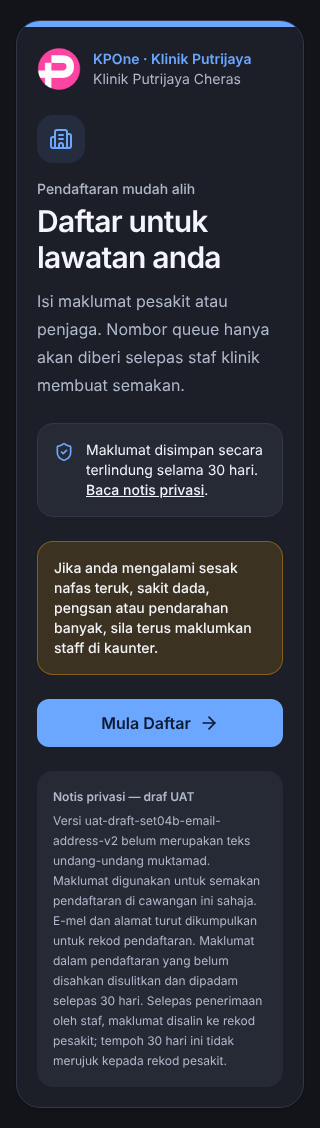 KPOne · Klinik Putrijaya
Klinik Putrijaya Cheras
Pendaftaran mudah alih
Daftar untuk
lawatan anda
Isi maklumat pesakit atau
penjaga. Nombor queue hanya
akan diberi selepas staf klinik
membuat semakan.
Maklumat disimpan secara
terlindung selama 30 hari.
Baca notis privasi.
Jika anda mengalami sesak
nafas teruk, sakit dada,
pengsan atau pendarahan
banyak, sila terus maklumkan
staff di kaunter.
Mula Daftar →
Notis privasi — draf UAT
Versi uat-draft-set04b-email-
address-v2 belum merupakan teks
undang-undang muktamad.
Maklumat digunakan untuk semakan
pendaftaran di cawangan ini sahaja.
E-mel dan alamat turut dikumpulkan
untuk rekod pendaftaran. Maklumat
dalam pendaftaran yang belum
disahkan disulitkan dan dipadam
selepas 30 hari. Selepas penerimaan
oleh staf, maklumat disalin ke rekod
pesakit; tempoh 30 hari ini tidak
merujuk kepada rekod pesakit.